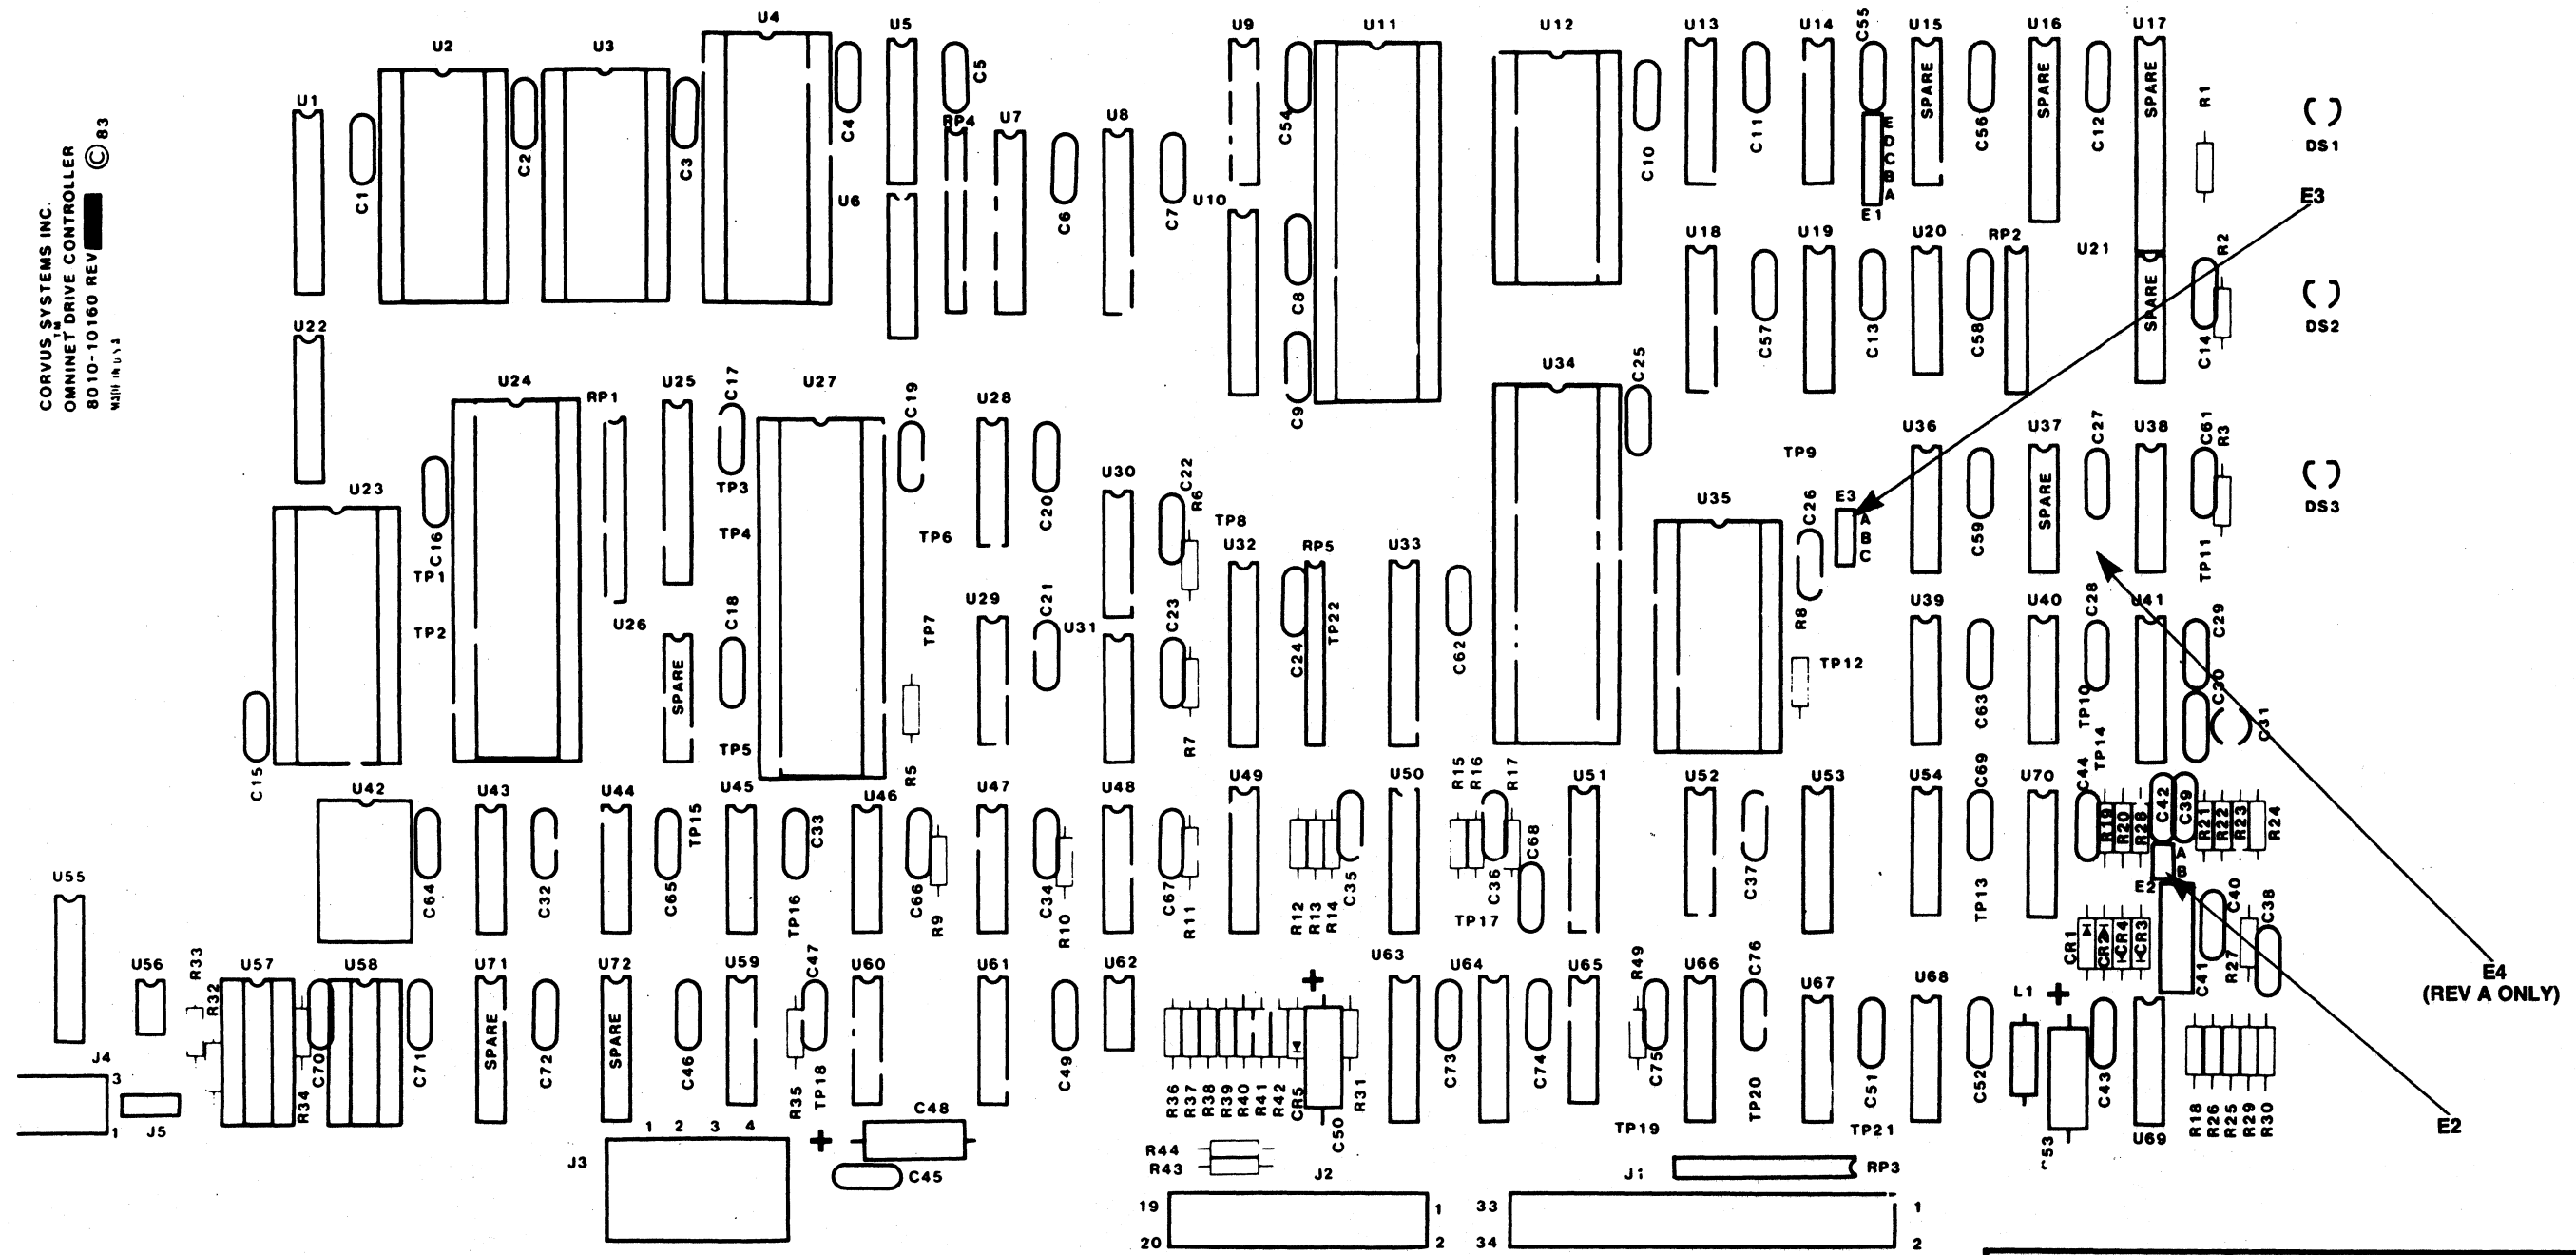 CORVUS SYSTEMS INC.
OMNINET™ DRIVE CONTROLLER
8010-10160 REV © 83
U1
C1
U2
C2
U3
C3
U4
C4
U5
C5
RP4
U6
U7
C6
U8
C7
U9
C54
U10
C8
C9
U11
U12
C10
U13
C11
U14
C55
E
D
C
B
A
E1
U15
SPARE
C56
U16
SPARE
C12
U17
SPARE
R1
DS1
E3
U18
C57
U19
C13
U20
C58
RP2
U21
SPARE
R2
C14
DS2
U22
U23
C15
C16
TP1
TP2
U24
RP1
U25
C17
TP3
TP4
U26
SPARE
C18
TP5
U27
C19
TP6
TP7
R5
U28
C20
U29
C21
U30
C22
R6
U31
C23
R7
TP8
U32
C24
RP5
TP22
U33
C62
U34
C25
U35
TP9
C26
E3
A
B
C
R8
TP12
U36
C59
U37
SPARE
C27
U38
C61
R3
TP11
DS3
U39
C63
U40
C28
TP10
TP14
U41
C29
C30
C31
U42
C64
U43
C32
U44
C65
TP15
U45
C33
TP16
U46
C66
R9
U47
C34
R10
U48
C67
R11
U49
R12
R13
R14
C35
U50
R15
R16
C36
R17
C68
TP17
U51
U52
C37
U53
U54
C69
TP13
U70
C44
R19
R20
R28
C42
C39
R21
R22
R23
R24
A
B
E2
CR1
CR2
CR4
CR3
C41
C40
R27
C38
E4
(REV A ONLY)
E2
U55
U56
R33
R32
U57
R34
C70
U58
C71
U71
SPARE
C72
U72
SPARE
C46
U59
R35
C47
TP18
U60
U61
C49
U62
R36
R37
R38
R39
R40
R41
R42
CR5
+
C50
R31
U63
C73
U64
C74
U65
R49
C75
U66
C76
TP20
U67
C51
U68
C52
L1
+
C53
C43
U69
R18
R26
R25
R29
R30
J4
3
1
J5
J3
1 2 3 4
+
C48
C45
R44
R43
J2
19
20
1
2
TP19
TP21
J1
RP3
33
34
1
2